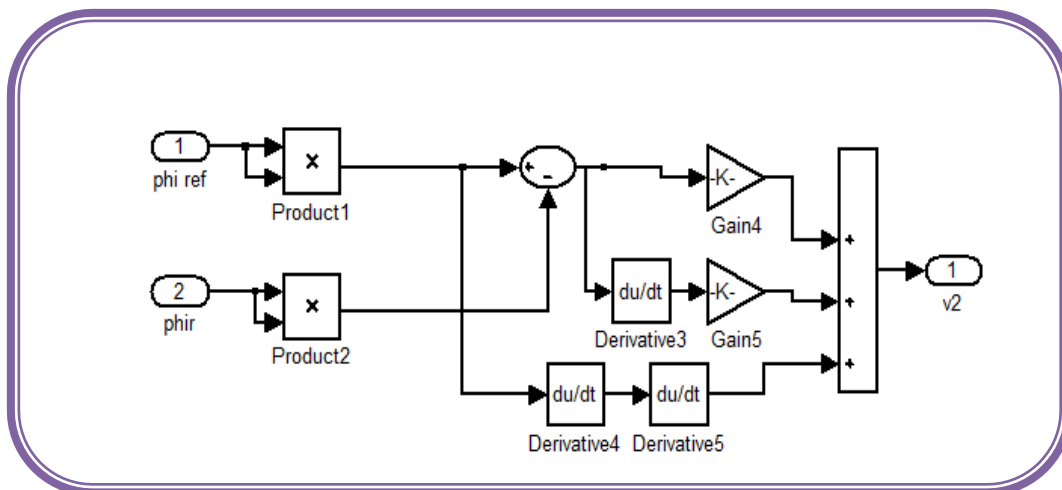 1
phi ref
×
Product1
+
-
-K-
Gain4
2
phir
×
Product2
du/dt
Derivative3
-K-
Gain5
du/dt
Derivative4
du/dt
Derivative5
+
+
+
1
v2